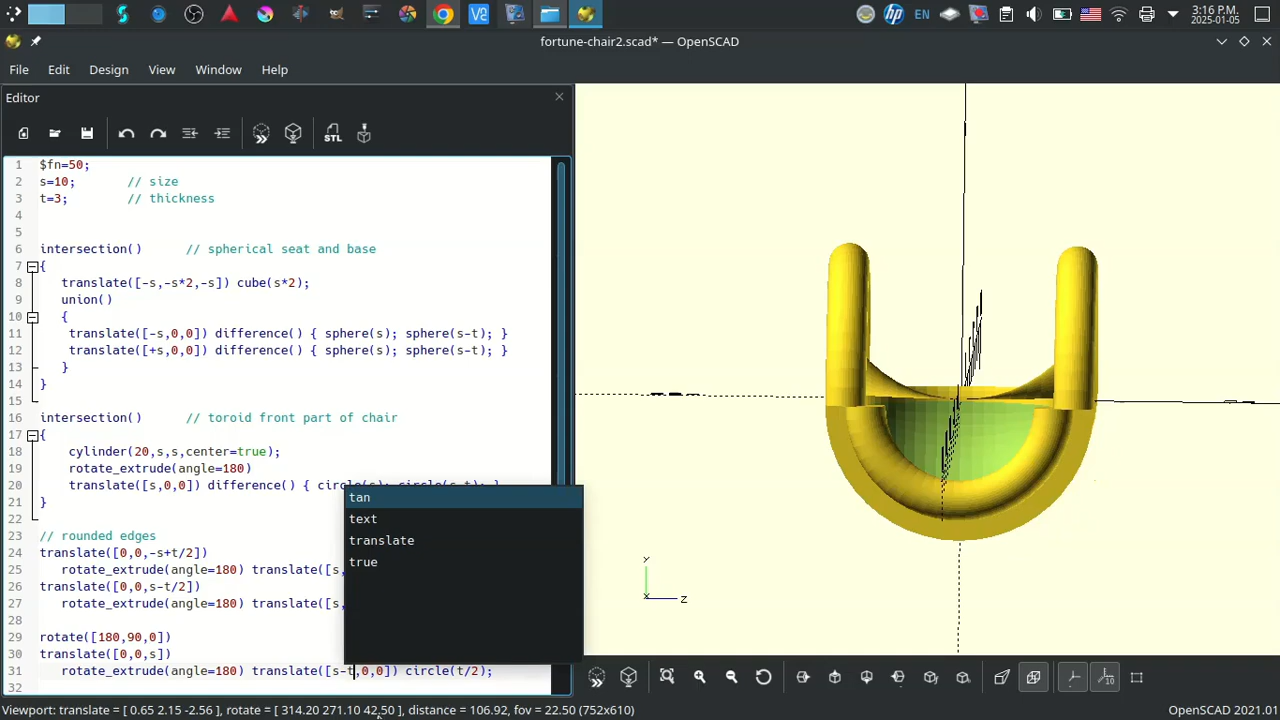 EN
3:16 P.M.
2025-01-05
fortune-chair2.scad* — OpenSCAD
File Edit Design View Window Help
Editor
STL
1 $fn=50;
2 s=10; // size
3 t=3; // thickness
4
5
6 intersection() // spherical seat and base
7 {
8 translate([-s,-s*2,-s]) cube(s*2);
9 union()
10 {
11 translate([-s,0,0]) difference() { sphere(s); sphere(s-t); }
12 translate([+s,0,0]) difference() { sphere(s); sphere(s-t); }
13 }
14 }
15
16 intersection() // toroid front part of chair
17 {
18 cylinder(20,s,s,center=true);
19 rotate_extrude(angle=180)
20 translate([s,0,0]) difference() { circle(s); circle(s-t); }
21 }
22
23 // rounded edges
24 translate([0,0,-s+t/2])
25 rotate_extrude(angle=180) translate([s,
26 translate([0,0,s-t/2])
27 rotate_extrude(angle=180) translate([s,
28
29 rotate([180,90,0])
30 translate([0,0,s])
31 rotate_extrude(angle=180) translate([s-t,0,0]) circle(t/2);
32
tan
text
translate
true
Y
X
Z
10
Viewport: translate = [ 0.65 2.15 -2.56 ], rotate = [ 314.20 271.10 42.50 ], distance = 106.92, fov = 22.50 (752x610)
OpenSCAD 2021.01